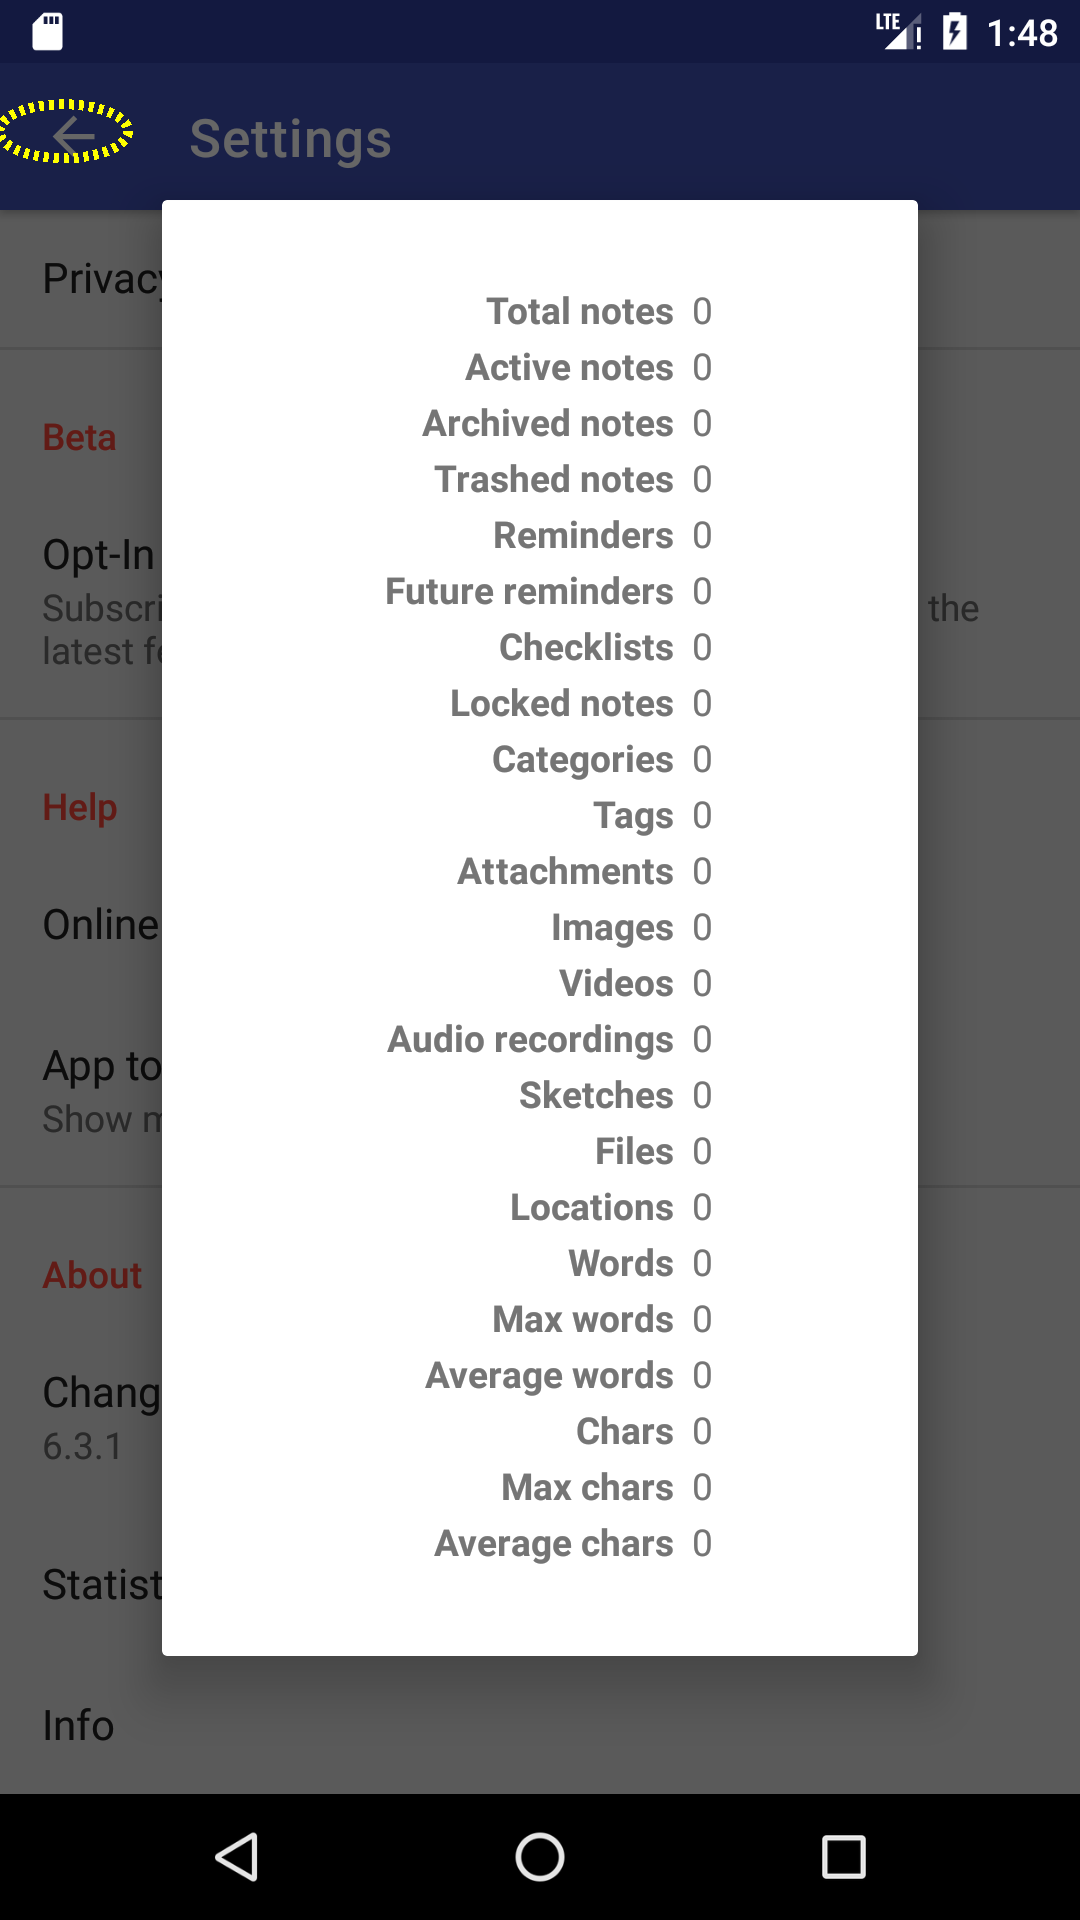 LTE 1:48
Settings
Privacy
Total notes 0
Active notes 0
Archived notes 0
Beta
Trashed notes 0
Reminders 0
Opt-In
Future reminders 0
Subscri the
latest fe
Checklists 0
Locked notes 0
Categories 0
Help
Tags 0
Attachments 0
Online
Images 0
Videos 0
Audio recordings 0
App to
Sketches 0
Show m
Files 0
Locations 0
Words 0
About
Max words 0
Average words 0
Chang
Chars 0
6.3.1
Max chars 0
Average chars 0
Statist
Info